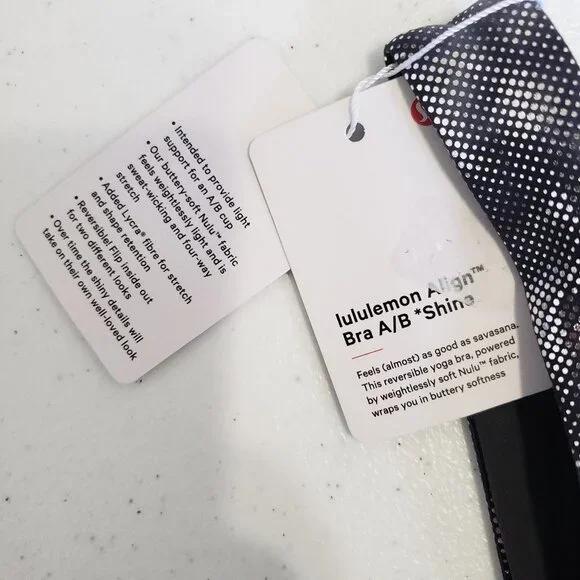 • Intended to provide light
support for an A/B cup
• Our buttery-soft Nulu™ fabric
feels weightlessly light and is
sweat-wicking and four-way
stretch
• Added Lycra® fibre for stretch
and shape retention
• Reversible! Flip inside out
for two different looks
• Over time the shiny details will
take on their own well-loved look
lululemon Align™
Bra A/B *Shine
Feels (almost) as good as savasana.
This reversible yoga bra, powered
by weightlessly soft Nulu™ fabric,
wraps you in buttery softness